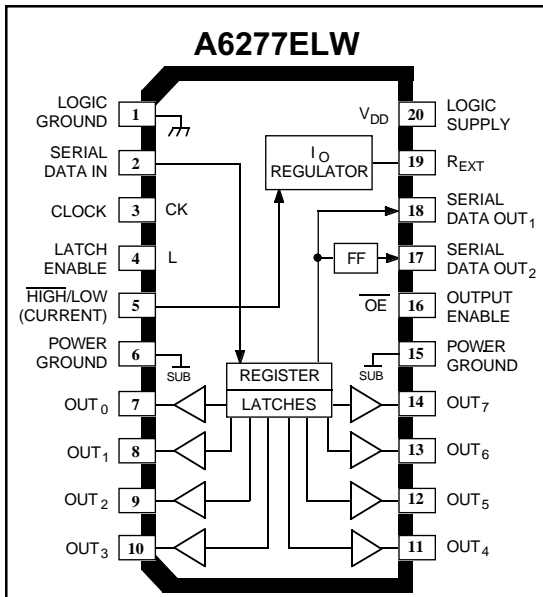 A6277ELW
LOGIC
GROUND
1
SERIAL
DATA IN
2
CLOCK
3
CK
LATCH
ENABLE
4
L
HIGH/LOW
(CURRENT)
5
POWER
GROUND
6
SUB
OUT0
7
OUT1
8
OUT2
9
OUT3
10
IO
REGULATOR
FF
REGISTER
LATCHES
VDD
20
LOGIC
SUPPLY
19
REXT
18
SERIAL
DATA OUT1
17
SERIAL
DATA OUT2
OE
16
OUTPUT
ENABLE
SUB
15
POWER
GROUND
14
OUT7
13
OUT6
12
OUT5
11
OUT4